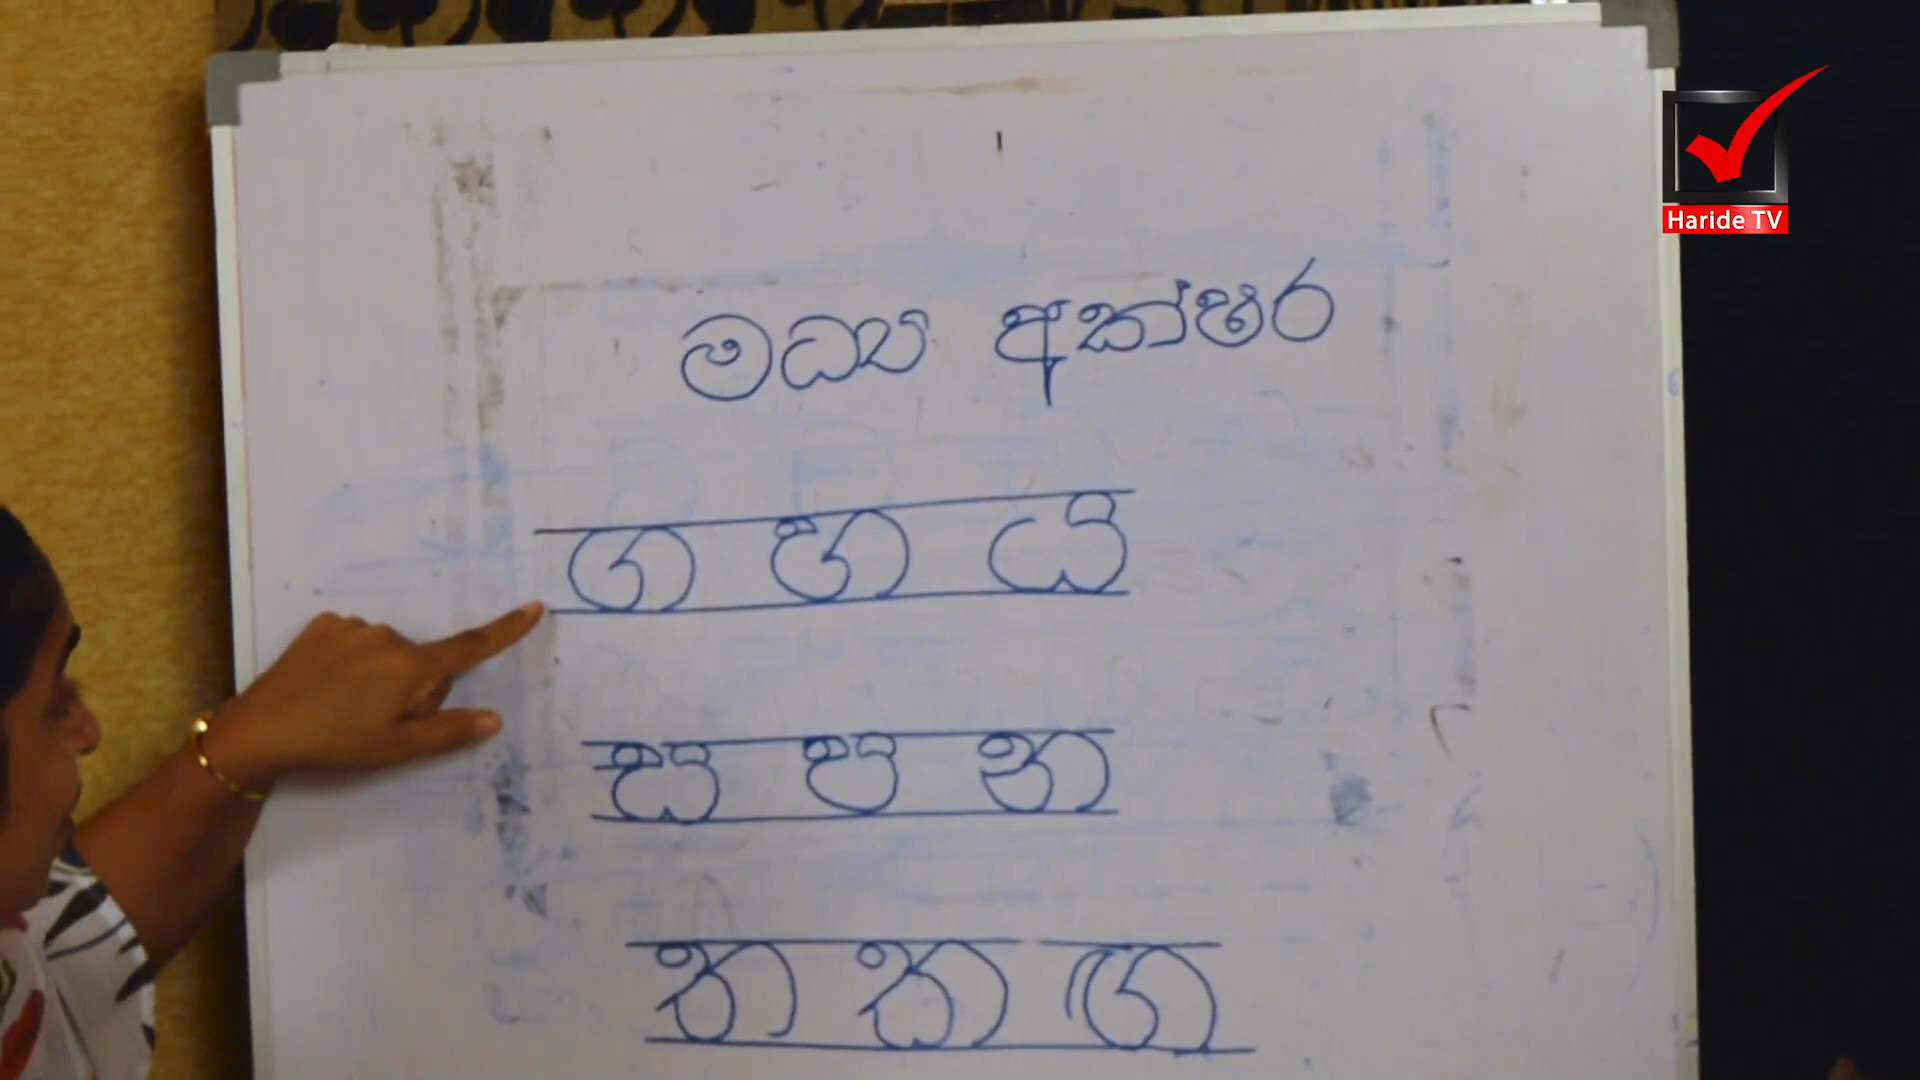 Haride TV
මධ්‍ය අක්ෂර
ග හ ය
ස ප න
ත ක ඟ